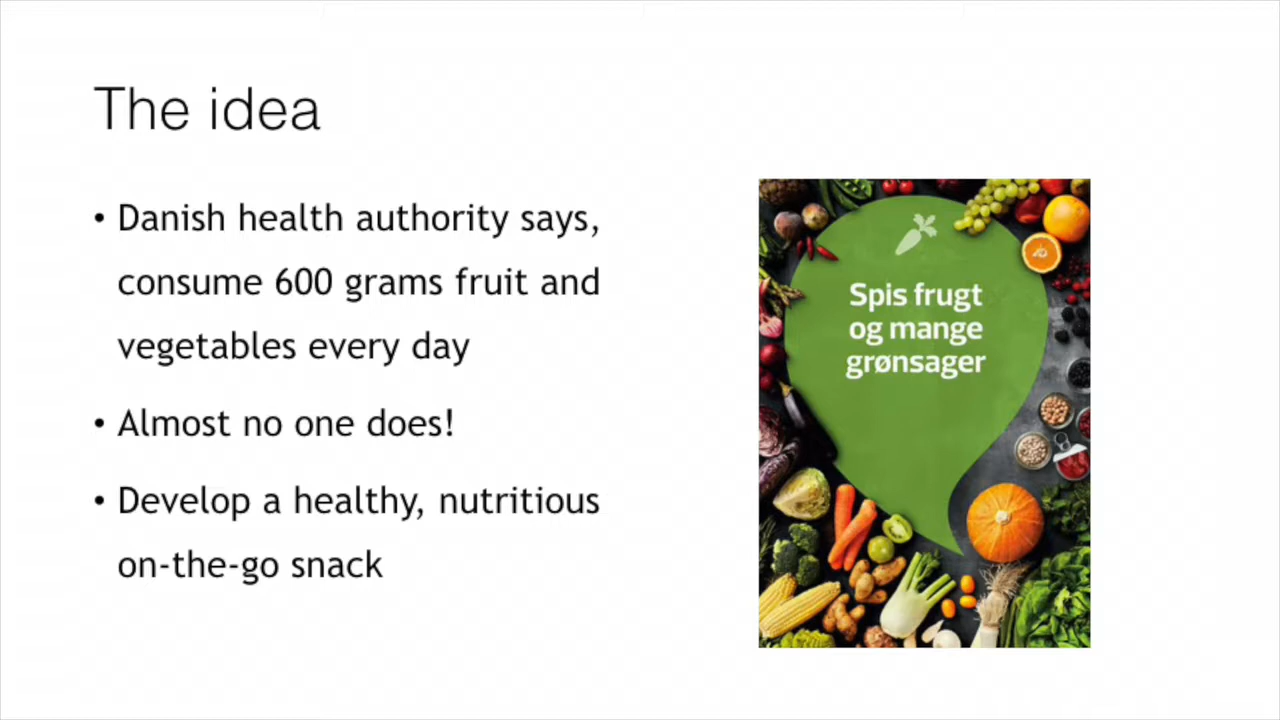 The idea
• Danish health authority says,
consume 600 grams fruit and
vegetables every day
• Almost no one does!
• Develop a healthy, nutritious
on-the-go snack
Spis frugt
og mange
grønsager